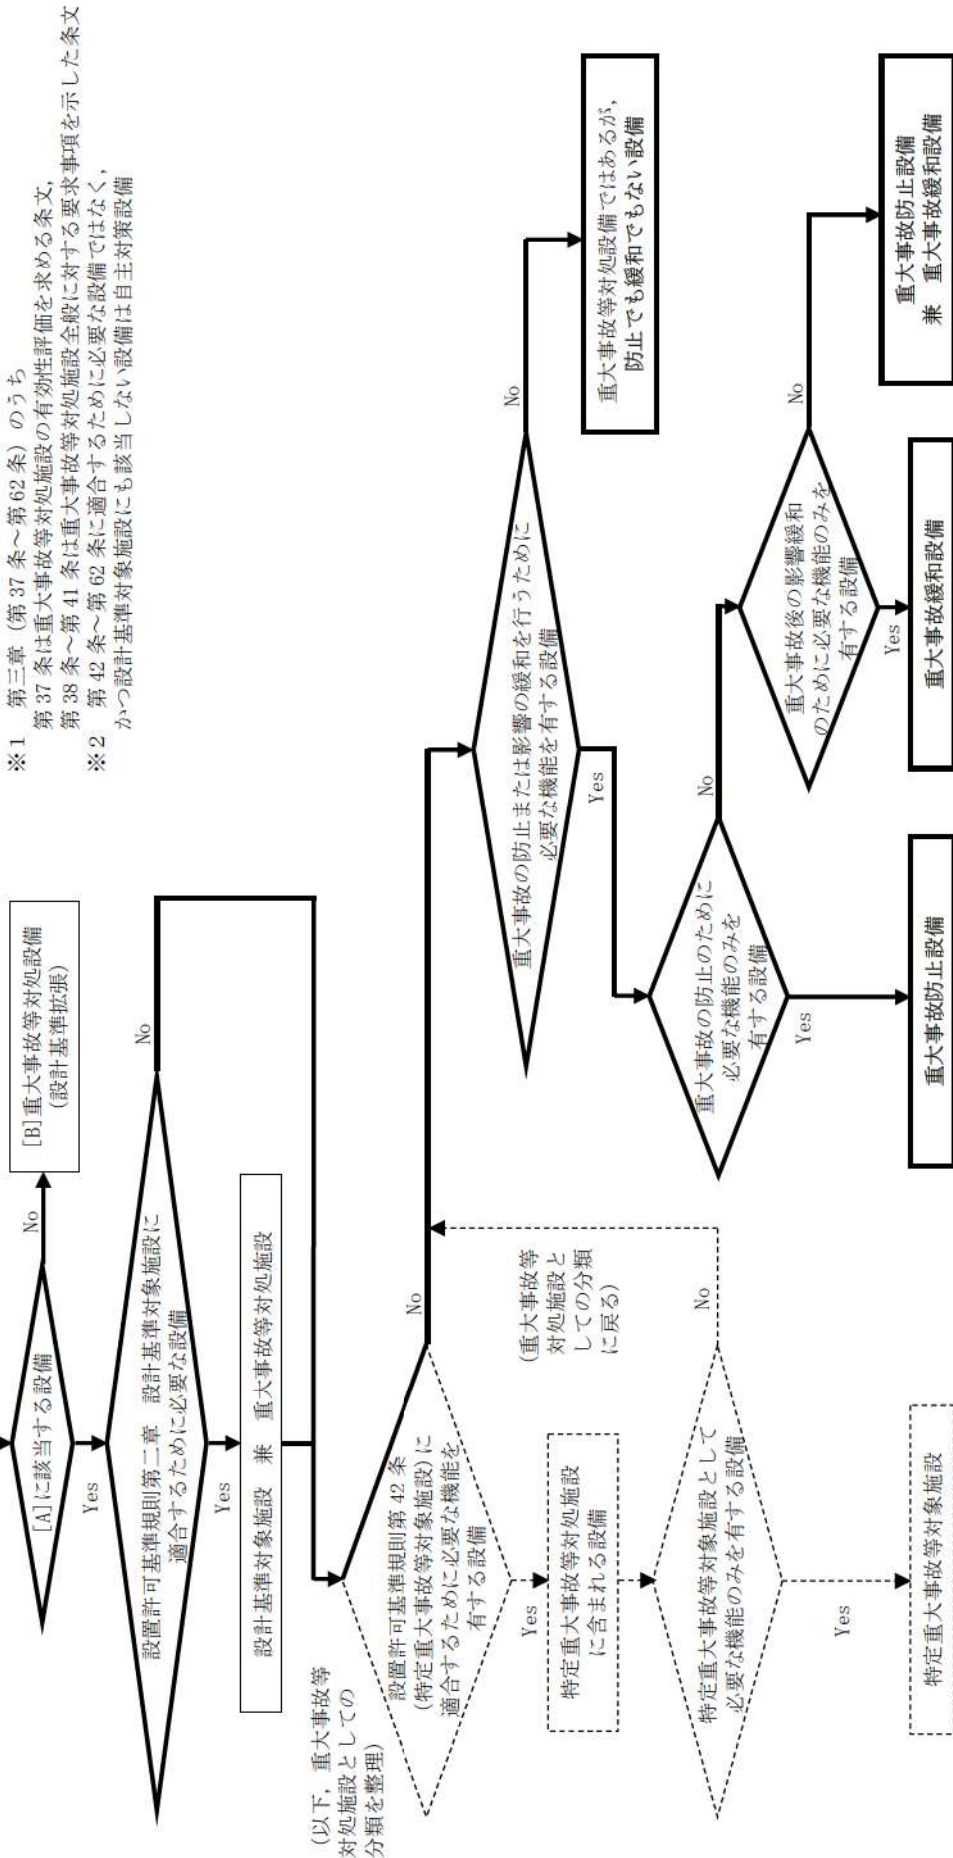 ※1 第三章（第37条～第62条）のうち
第37条は重大事故等対処施設の有効性評価を求める条文，
第38条～第41条は重大事故等対処施設全般に対する要求事項を示した条文
※2 第42条～第62条に適合するために必要な設備ではなく，
かつ設計基準対象施設にも該当しない設備は自主対策設備
[A]に該当する設備
No
[B]重大事故等対処設備
(設計基準拡張)
Yes
設置許可基準規則第二章 設計基準対象施設に
適合するために必要な設備
No
Yes
設計基準対象施設 兼 重大事故等対処施設
(以下，重大事故等
対処施設としての
分類を整理)
設置許可基準規則第42条
(特定重大事故等対象施設)に
適合するために必要な機能を
有する設備
No
Yes
特定重大事故等対処施設
に含まれる設備
(重大事故等
対処施設と
しての分類
に戻る)
特定重大事故等対象施設として
必要な機能のみを有する設備
No
Yes
特定重大事故等対象施設
重大事故の防止または影響の緩和を行うために
必要な機能を有する設備
No
重大事故等対処設備ではあるが，
防止でも緩和でもない設備
Yes
重大事故の防止のために
必要な機能のみを
有する設備
No
Yes
重大事故防止設備
重大事故後の影響緩和
のために必要な機能のみを
有する設備
No
Yes
重大事故緩和設備
重大事故防止設備
兼 重大事故緩和設備